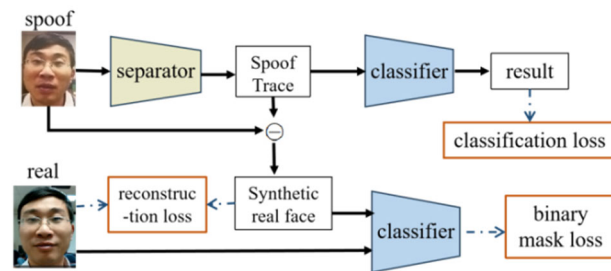 spoof
separator
Spoof
Trace
classifier
result
classification loss
real
reconstruc
-tion loss
Synthetic
real face
classifier
binary
mask loss